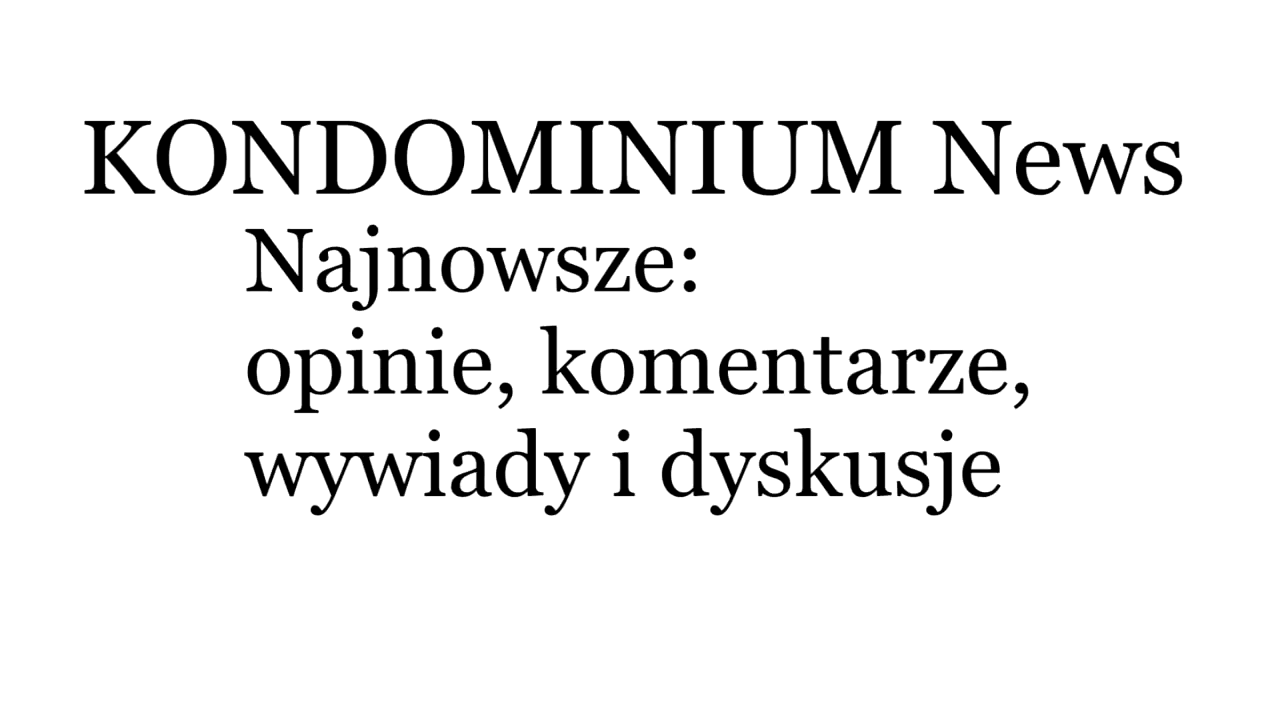 KONDOMINIUM News
Najnowsze:
opinie, komentarze,
wywiady i dyskusje